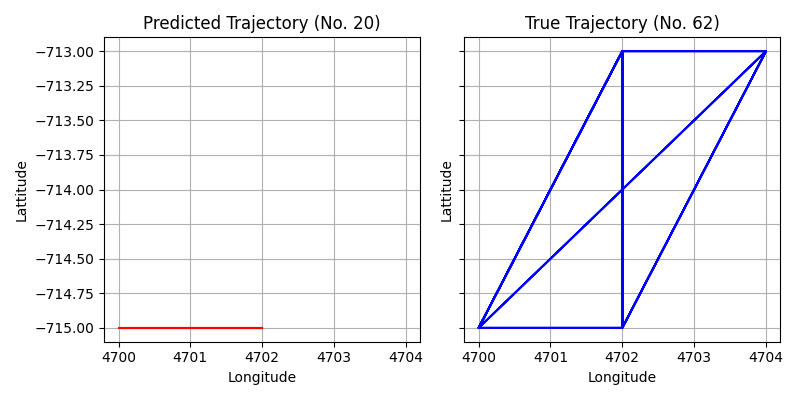 Predicted Trajectory (No. 20)
−713.00
−713.25
−713.50
−713.75
−714.00
−714.25
−714.50
−714.75
−715.00
Lattitude
4700 4701 4702 4703 4704
Longitude
True Trajectory (No. 62)
Lattitude
4700 4701 4702 4703 4704
Longitude